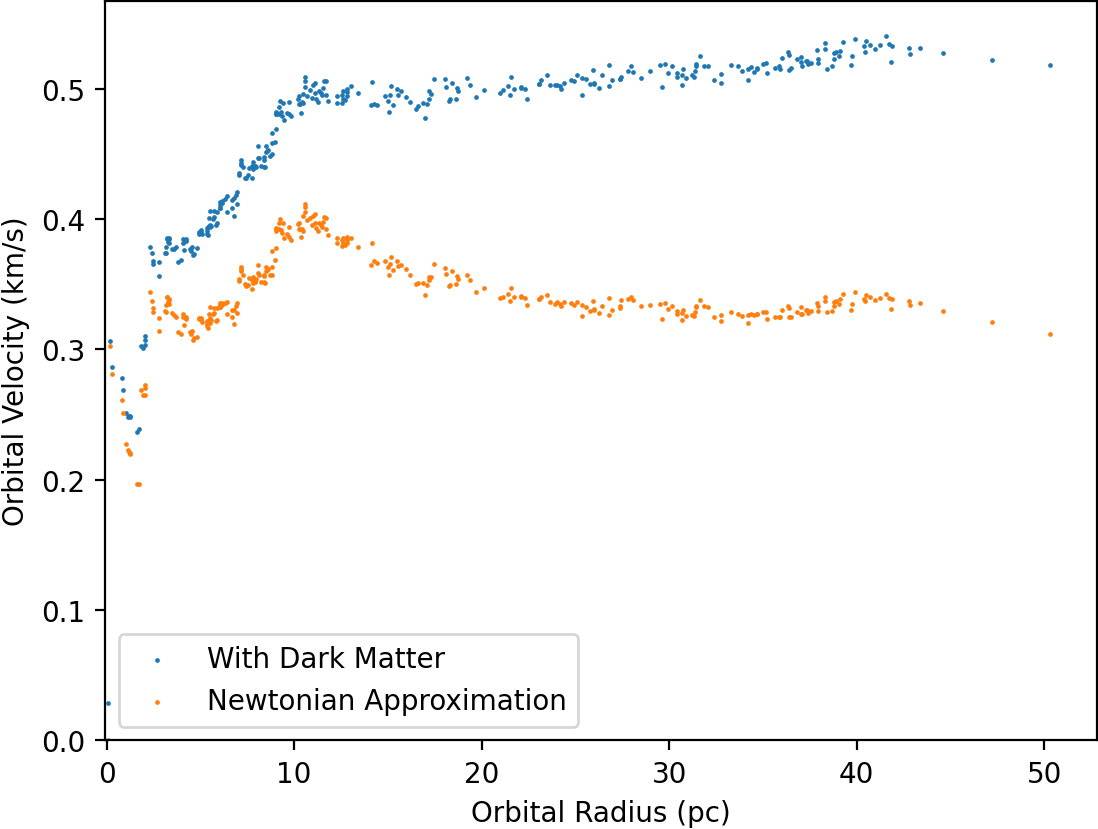 0.5
0.4
0.3
0.2
0.1
0.0
Orbital Velocity (km/s)
With Dark Matter
Newtonian Approximation
0 10 20 30 40 50
Orbital Radius (pc)